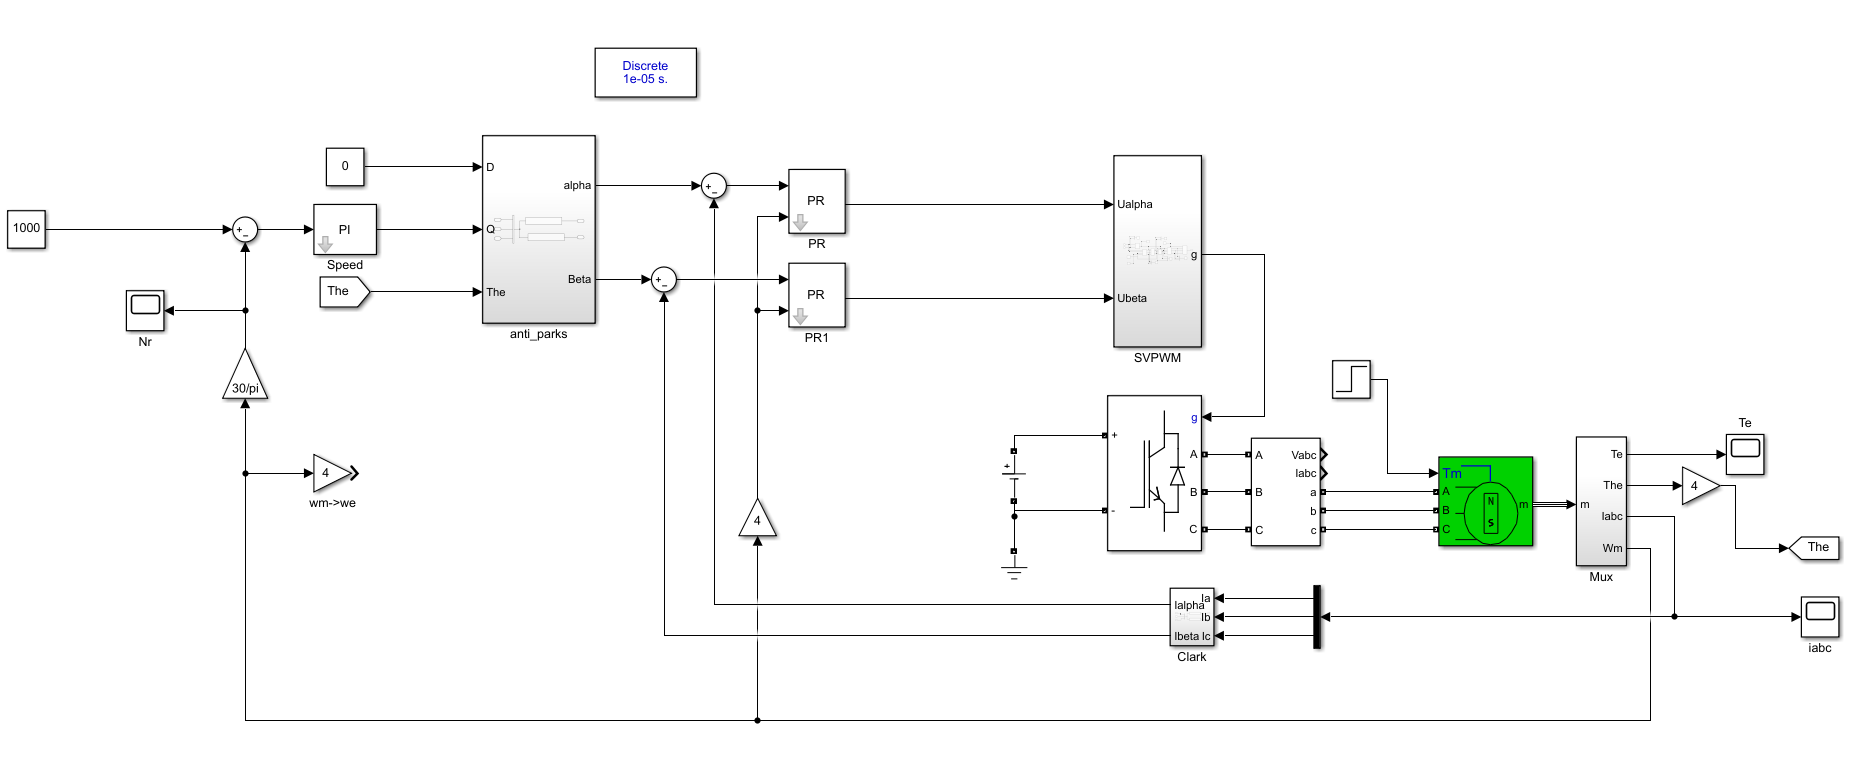 Discrete
1e-05 s.
0
D
alpha
1000
+
−
PI
Speed
Q
The
The
Beta
anti_parks
+
−
PR
PR
+
−
PR
PR1
Ualpha
g
Ubeta
SVPWM
Nr
30/pi
4
wm->we
4
+
+
-
g
A
B
C
A
B
C
Vabc
Iabc
a
b
c
Tm
A
B
C
N
S
m
m
Te
The
Iabc
Wm
Mux
Te
4
The
iabc
Ialpha
Ia
Ib
Ibeta
Ic
Clark